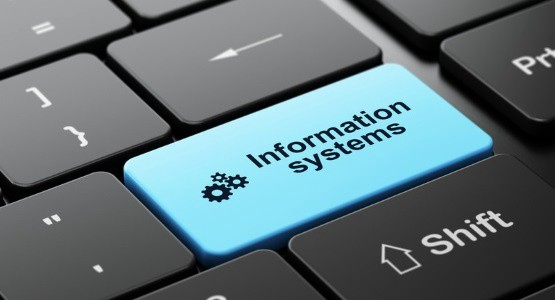 =
]
}
Information
systems
Prt
"
'
Shift